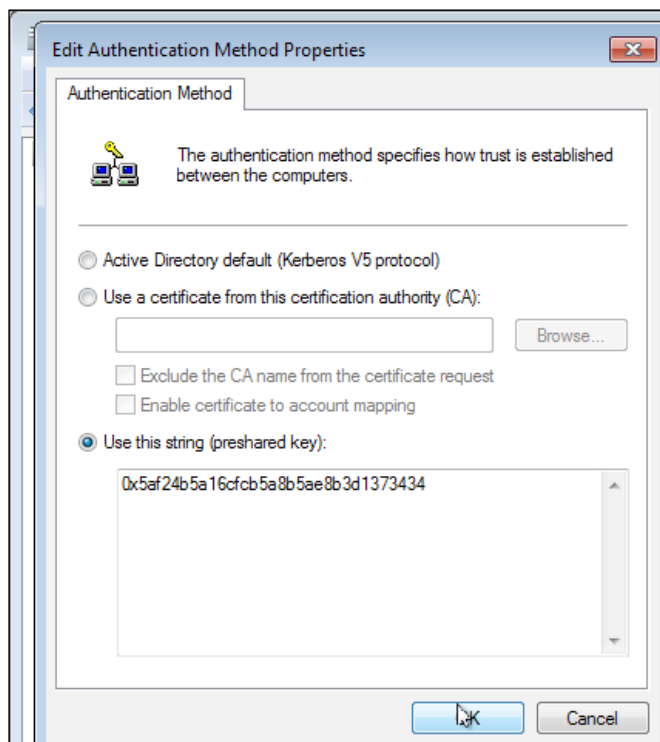 Edit Authentication Method Properties
Authentication Method
The authentication method specifies how trust is established
between the computers.
Active Directory default (Kerberos V5 protocol)
Use a certificate from this certification authority (CA):
Browse...
Exclude the CA name from the certificate request
Enable certificate to account mapping
Use this string (preshared key):
0x5af24b5a16cfcb5a8b5ae8b3d1373434
OK
Cancel